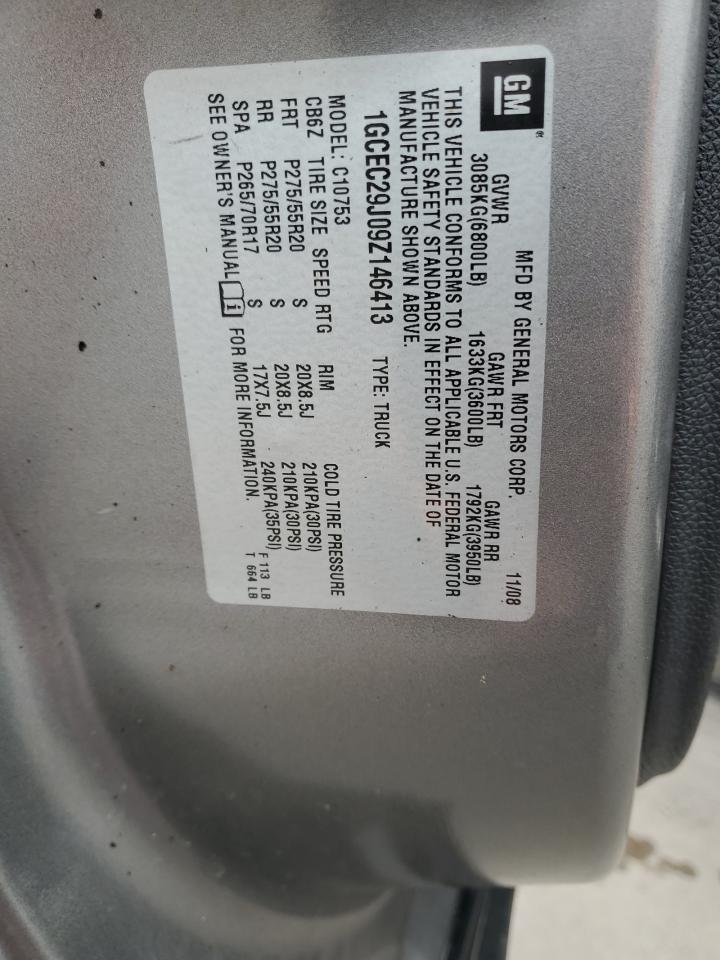 GM
MFD BY GENERAL MOTORS CORP. 11/08
GVWR GAWR FRT GAWR RR
3085KG(6800LB) 1633KG(3600LB) 1792KG(3950LB)
THIS VEHICLE CONFORMS TO ALL APPLICABLE U.S. FEDERAL MOTOR
VEHICLE SAFETY STANDARDS IN EFFECT ON THE DATE OF
MANUFACTURE SHOWN ABOVE.
1GCEC29J09Z146413 TYPE: TRUCK
MODEL: C10753
CB6Z TIRE SIZE SPEED RTG RIM COLD TIRE PRESSURE
FRT P275/55R20 S 20X8.5J 210KPA(30PSI)
RR P275/55R20 S 20X8.5J 210KPA(30PSI)
SPA P265/70R17 S 17X7.5J 240KPA(35PSI) F 113 LB
SEE OWNER'S MANUAL i FOR MORE INFORMATION. T 664 LB